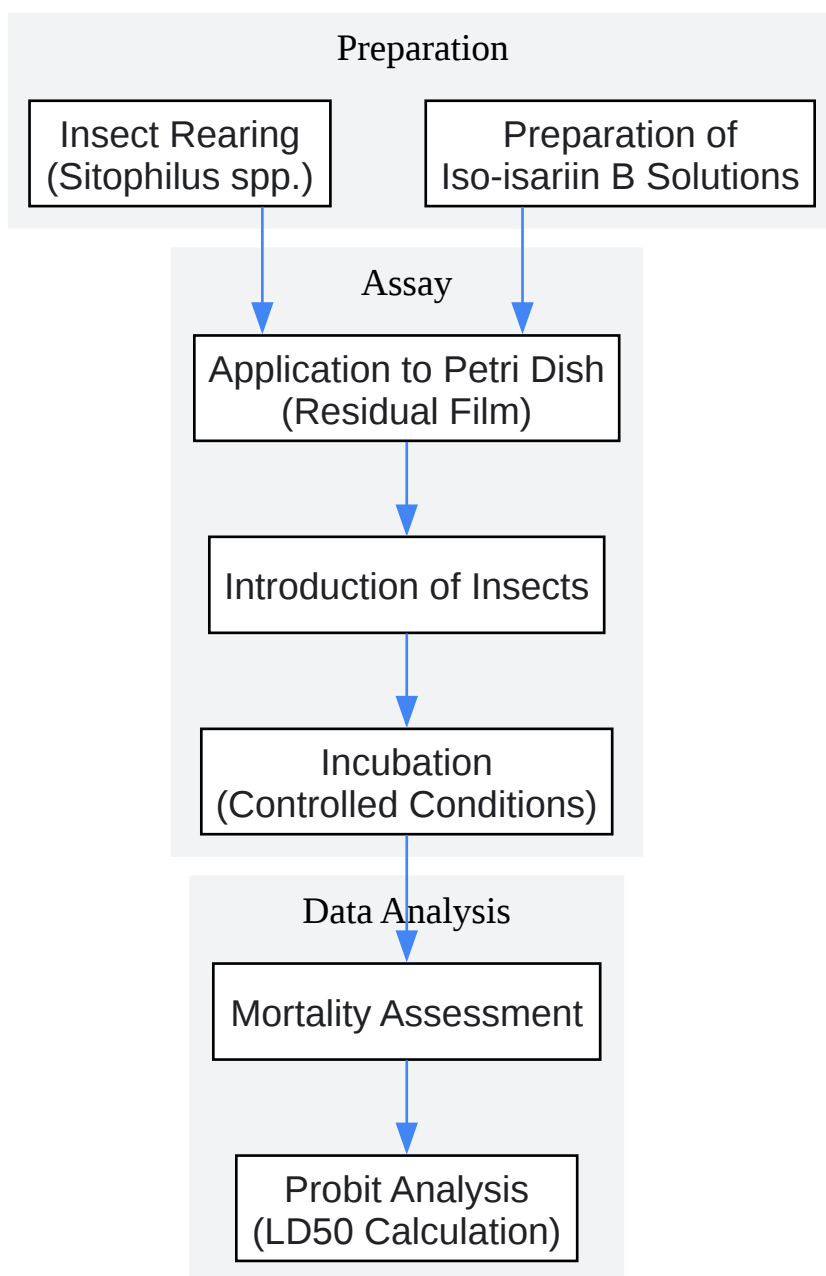 Preparation
Insect Rearing
(Sitophilus spp.)
Preparation of
Iso-isariin B Solutions
Assay
Application to Petri Dish
(Residual Film)
Introduction of Insects
Incubation
(Controlled Conditions)
Data Analysis
Mortality Assessment
Probit Analysis
(LD50 Calculation)